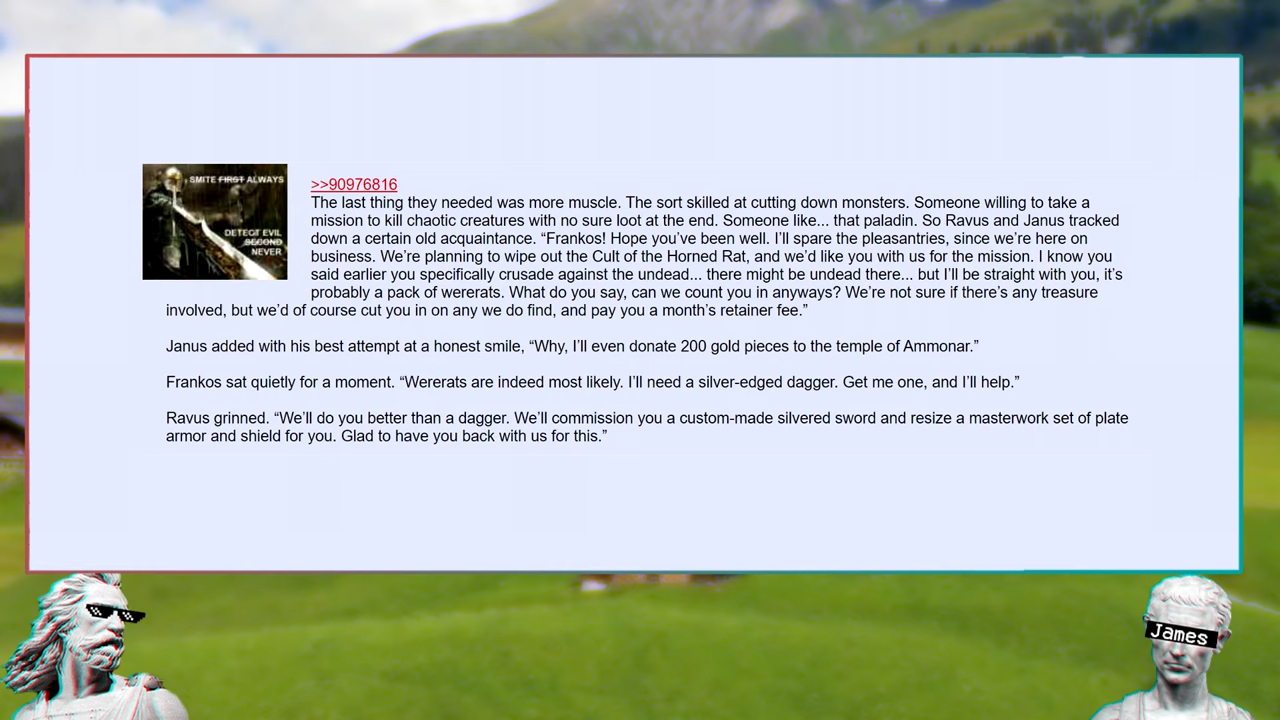 SMITE FIRST ALWAYS
DETECT EVIL
SECOND
NEVER
>>90976816
The last thing they needed was more muscle. The sort skilled at cutting down monsters. Someone willing to take a
mission to kill chaotic creatures with no sure loot at the end. Someone like... that paladin. So Ravus and Janus tracked
down a certain old acquaintance. “Frankos! Hope you’ve been well. I’ll spare the pleasantries, since we’re here on
business. We’re planning to wipe out the Cult of the Horned Rat, and we’d like you with us for the mission. I know you
said earlier you specifically crusade against the undead... there might be undead there... but I’ll be straight with you, it’s
probably a pack of wererats. What do you say, can we count you in anyways? We’re not sure if there’s any treasure
involved, but we’d of course cut you in on any we do find, and pay you a month’s retainer fee.”
Janus added with his best attempt at a honest smile, “Why, I’ll even donate 200 gold pieces to the temple of Ammonar.”
Frankos sat quietly for a moment. “Wererats are indeed most likely. I’ll need a silver-edged dagger. Get me one, and I’ll help.”
Ravus grinned. “We’ll do you better than a dagger. We’ll commission you a custom-made silvered sword and resize a masterwork set of plate
armor and shield for you. Glad to have you back with us for this.”
James